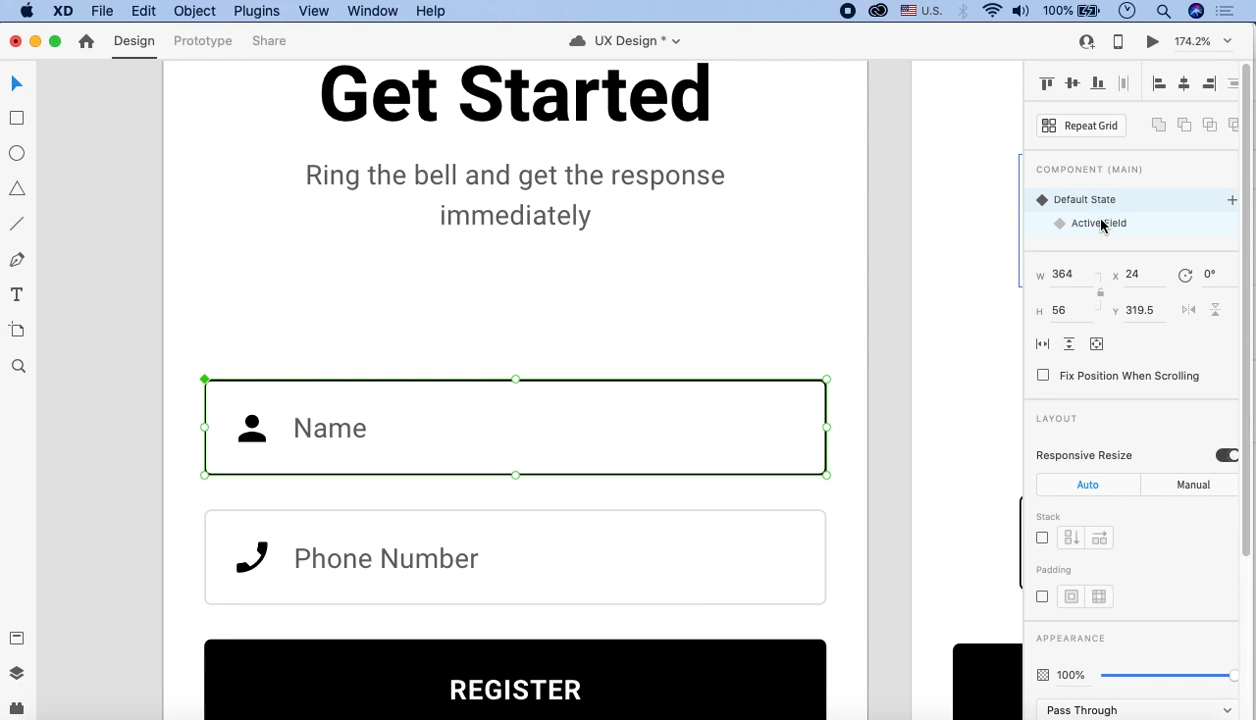 XD File Edit Object Plugins View Window Help U.S. 100%
Design Prototype Share UX Design * 174.2%
Get Started
Ring the bell and get the response
immediately
Name
Phone Number
REGISTER
Repeat Grid
COMPONENT (MAIN)
Default State
Active Field
W 364 X 24 0°
H 56 Y 319.5
Fix Position When Scrolling
LAYOUT
Responsive Resize
Auto Manual
Stack
Padding
APPEARANCE
100%
Pass Through